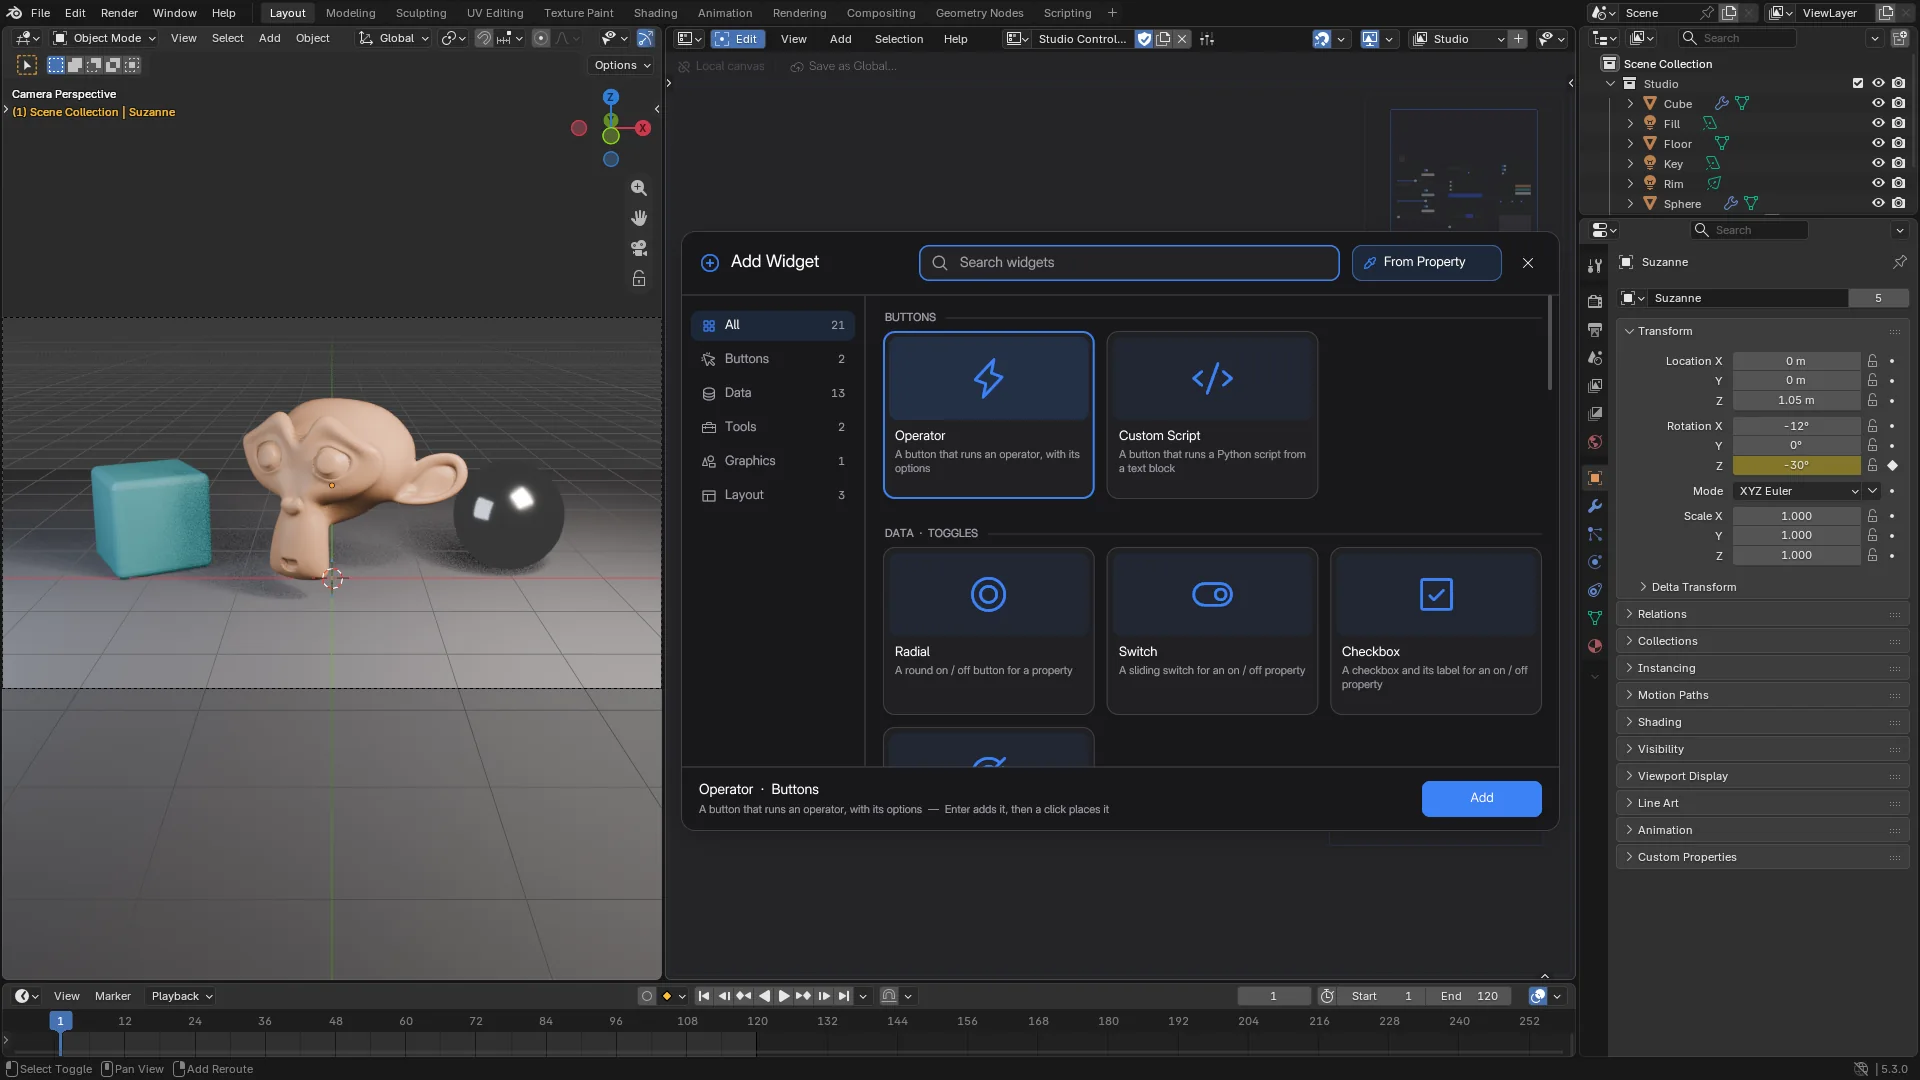 File Edit Render Window Help Layout Modeling Sculpting UV Editing Texture Paint Shading Animation Rendering Compositing Geometry Nodes Scripting Scene ViewLayer
Object Mode View Select Add Object Global
Options
Camera Perspective
(1) Scene Collection | Suzanne
Z
Y
X
Edit View Add Selection Help Studio Control... Studio
Local canvas Save as Global...
Add Widget Search widgets From Property
All 21
Buttons 2
Data 13
Tools 2
Graphics 1
Layout 3
BUTTONS
Operator
A button that runs an operator, with its options
Custom Script
A button that runs a Python script from a text block
DATA · TOGGLES
Radial
A round on / off button for a property
Switch
A sliding switch for an on / off property
Checkbox
A checkbox and its label for an on / off property
Operator · Buttons
A button that runs an operator, with its options — Enter adds it, then a click places it
Add
Search
Scene Collection
Studio
Cube
Fill
Floor
Key
Rim
Sphere
Search
Suzanne
Suzanne 5
Transform
Location X 0 m
Y 0 m
Z 1.05 m
Rotation X -12°
Y 0°
Z -30°
Mode XYZ Euler
Scale X 1.000
Y 1.000
Z 1.000
Delta Transform
Relations
Collections
Instancing
Motion Paths
Shading
Visibility
Viewport Display
Line Art
Animation
Custom Properties
View Marker Playback 1 Start 1 End 120
1 12 24 36 48 60 72 84 96 108 120 132 144 156 168 180 192 204 216 228 240 252
Select Toggle Pan View Add Reroute 5.3.0